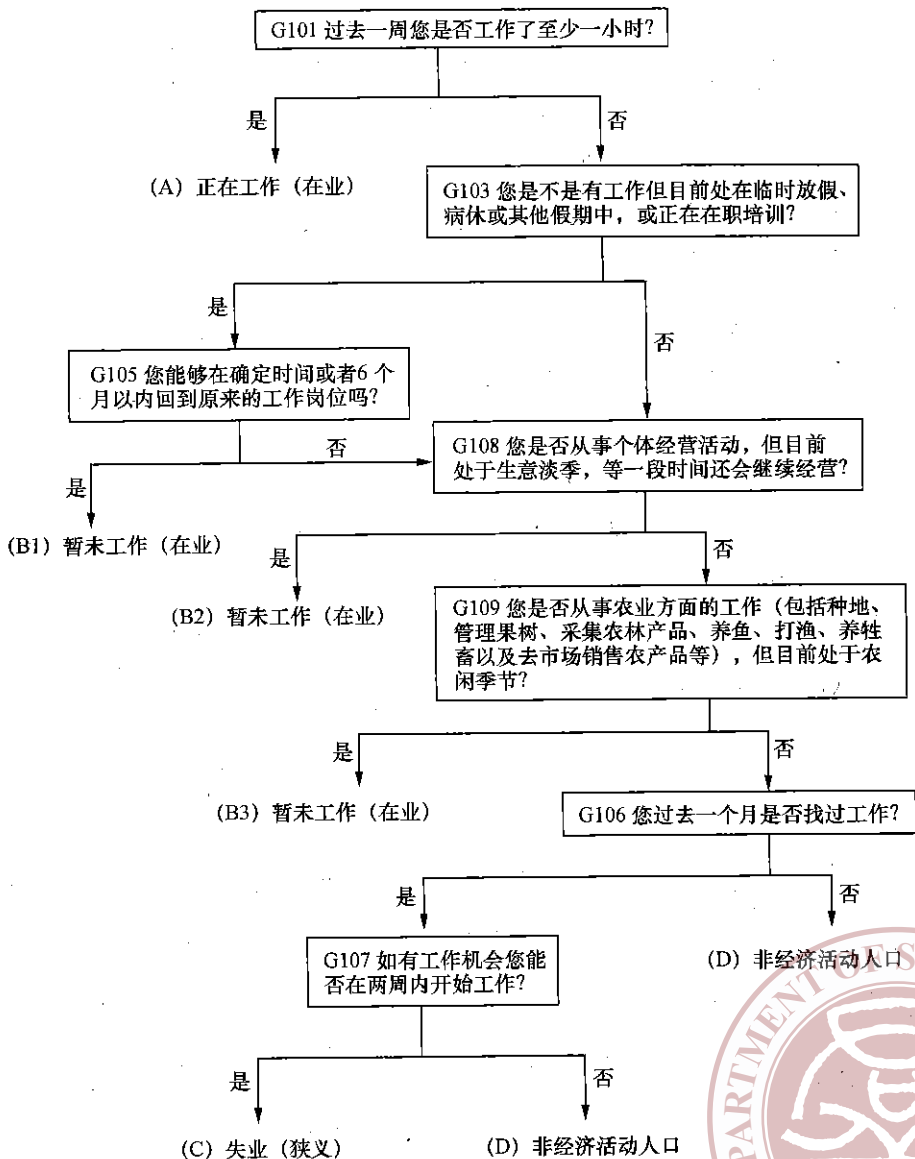 G101 过去一周您是否工作了至少一小时？
是
否
(A) 正在工作（在业）
G103 您是不是有工作但目前处在临时放假、
病休或其他假期中，或正在在职培训？
是
否
G105 您能够在确定时间或者6 个
月以内回到原来的工作岗位吗？
否
G108 您是否从事个体经营活动，但目前
处于生意淡季，等一段时间还会继续经营？
是
(B1) 暂未工作（在业）
是
否
(B2) 暂未工作（在业）
G109 您是否从事农业方面的工作（包括种地、
管理果树、采集农林产品、养鱼、打渔、养牲
畜以及去市场销售农产品等），但目前处于农
闲季节？
是
否
(B3) 暂未工作（在业）
G106 您过去一个月是否找过工作？
是
否
G107 如有工作机会您能
否在两周内开始工作？
(D) 非经济活动人口
是
否
(C) 失业（狭义）
(D) 非经济活动人口
PARTMENT OF S